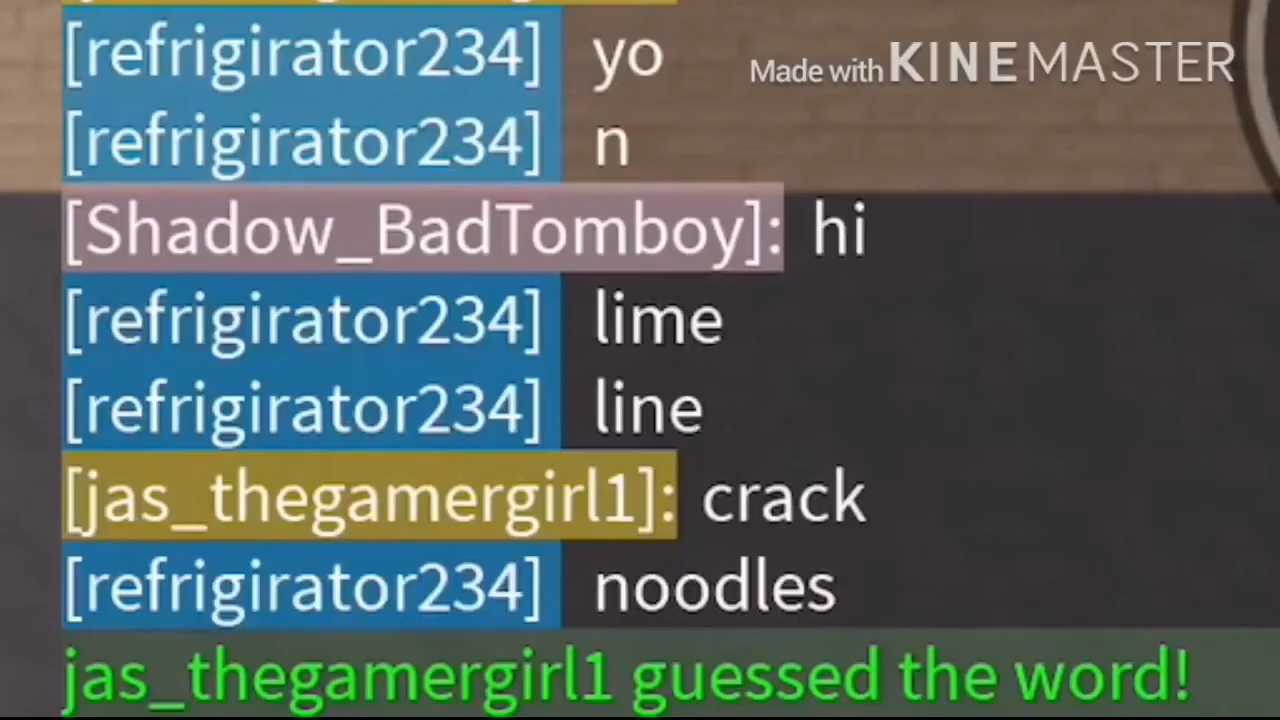 [refrigirator234] yo
Made with KINEMASTER
[refrigirator234] n
[Shadow_BadTomboy]: hi
[refrigirator234] lime
[refrigirator234] line
[jas_thegamergirl1]: crack
[refrigirator234] noodles
jas_thegamergirl1 guessed the word!